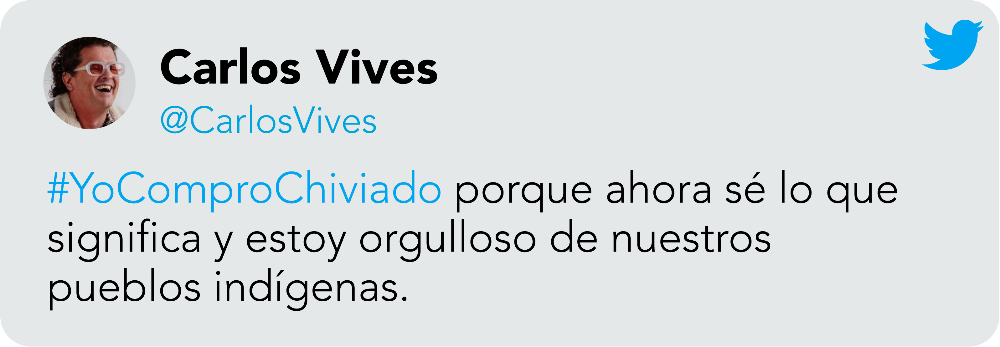 Carlos Vives
@CarlosVives
#YoComproChiviado porque ahora sé lo que
significa y estoy orgulloso de nuestros
pueblos indígenas.